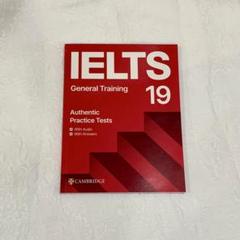 IELTS
General Training
19
Authentic
Practice Tests
With Audio
With Answers
CAMBRIDGE